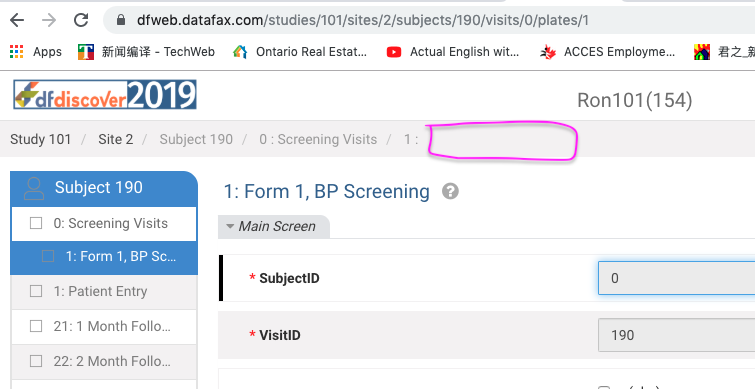 dfweb.datafax.com/studies/101/sites/2/subjects/190/visits/0/plates/1
Apps 新闻编译 - TechWeb Ontario Real Estat... Actual English wit... ACCES Employme... 君之_新
dfdiscover2019
Ron101(154)
Study 101 / Site 2 / Subject 190 / 0 : Screening Visits / 1 :
Subject 190
0: Screening Visits
1: Form 1, BP Sc...
1: Patient Entry
21: 1 Month Follo...
22: 2 Month Follo...
1: Form 1, BP Screening ?
Main Screen
* SubjectID 0
* VisitID 190